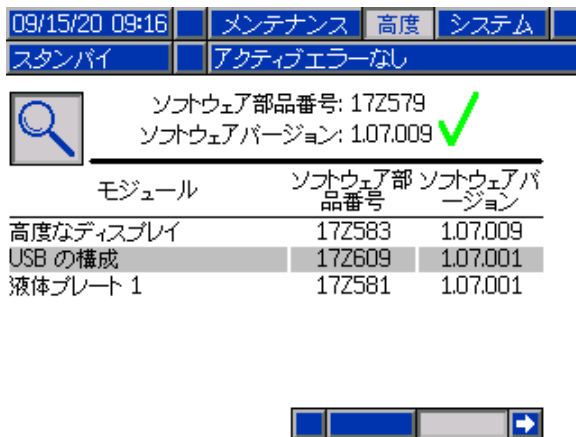 09/15/20 09:16 メンテナンス 高度 システム
スタンバイ アクティブエラーなし
ソフトウェア部品番号: 17Z579
ソフトウェアバージョン: 1.07.009
モジュール ソフトウェア部品番号 ソフトウェアバージョン
高度なディスプレイ 17Z583 1.07.009
USB の構成 17Z609 1.07.001
液体プレート 1 17Z581 1.07.001